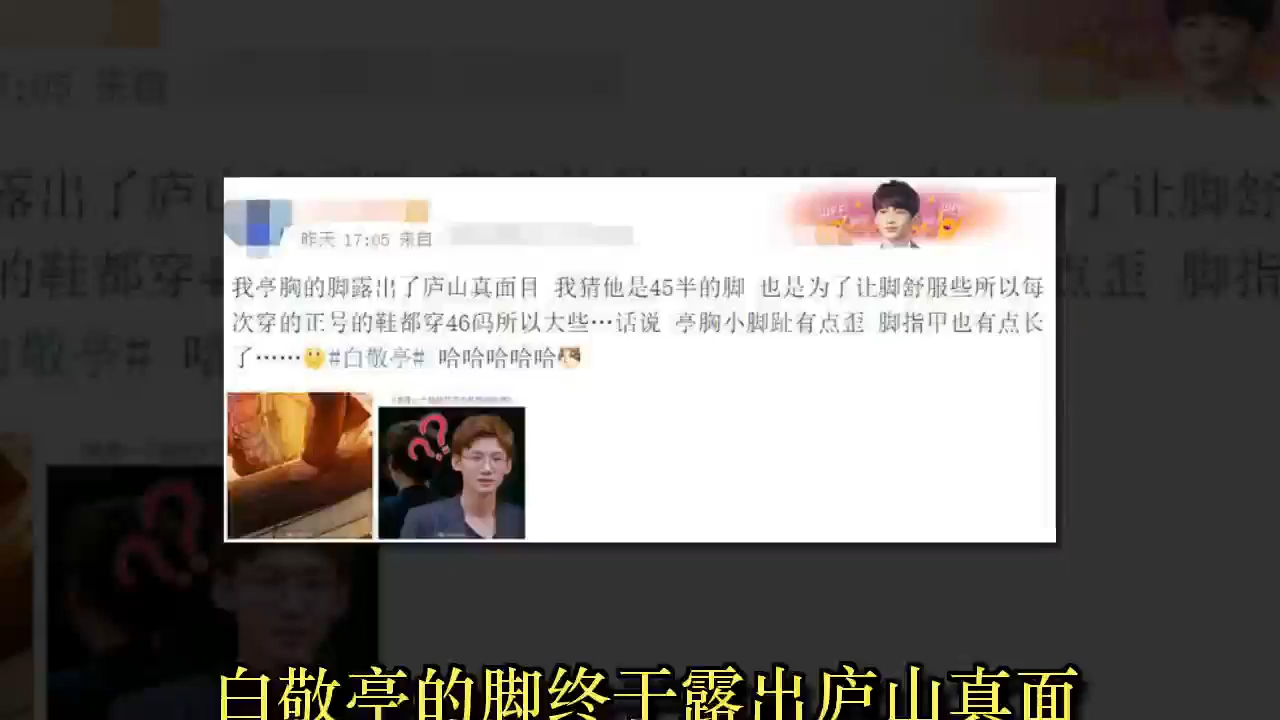 昨天 17:05 来自
我亭胸的脚露出了庐山真面目 我猜他是45半的脚 也是为了让脚舒服些所以每
次穿的正号的鞋都穿46码所以大些…话说 亭胸小脚趾有点歪 脚指甲也有点长
了……#白敬亭# 哈哈哈哈哈
??
白敬亭的脚终于露出庐山真面